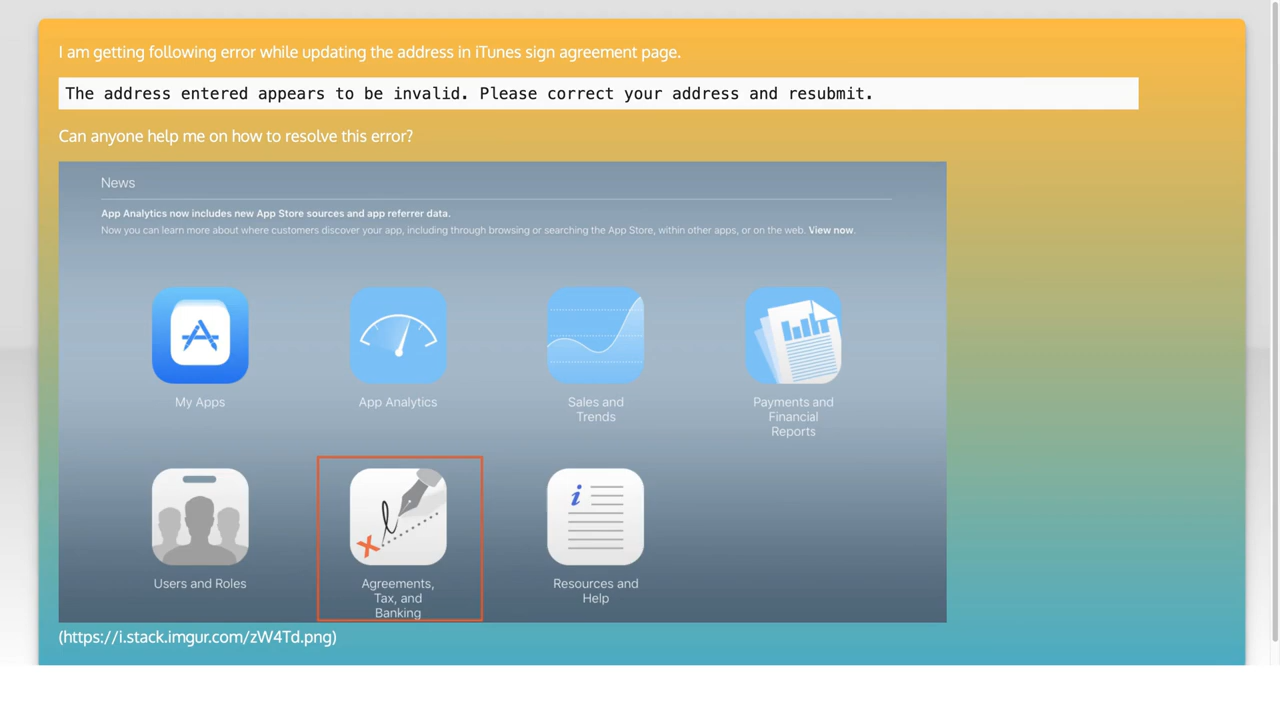 I am getting following error while updating the address in iTunes sign agreement page.
The address entered appears to be invalid. Please correct your address and resubmit.
Can anyone help me on how to resolve this error?
News
App Analytics now includes new App Store sources and app referrer data.
Now you can learn more about where customers discover your app, including through browsing or searching the App Store, within other apps, or on the web. View now.
My Apps
App Analytics
Sales and
Trends
Payments and
Financial
Reports
Users and Roles
Agreements,
Tax, and
Banking
Resources and
Help
(https://i.stack.imgur.com/zW4Td.png)